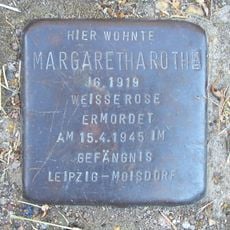 HIER WOHNTE
MARGARETHA ROTHE
JG. 1919
WEISSE ROSE
ERMORDET
AM 15.4.1945 IM
GEFÄNGNIS
LEIPZIG-MOISDORF